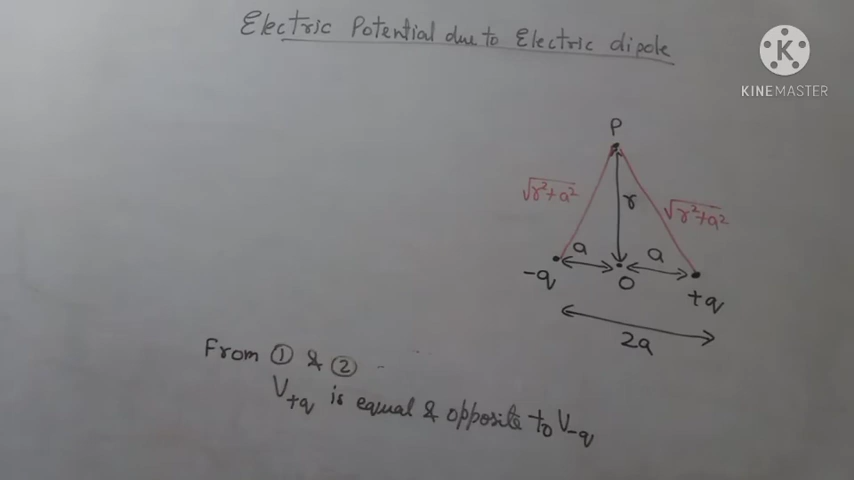 Electric Potential due to Electric dipole
K
KINEMASTER
P
√r²+a²
r
√r²+a²
a
a
-q
O
+q
2a
From ① & ②
V+q is equal & opposite to V-q